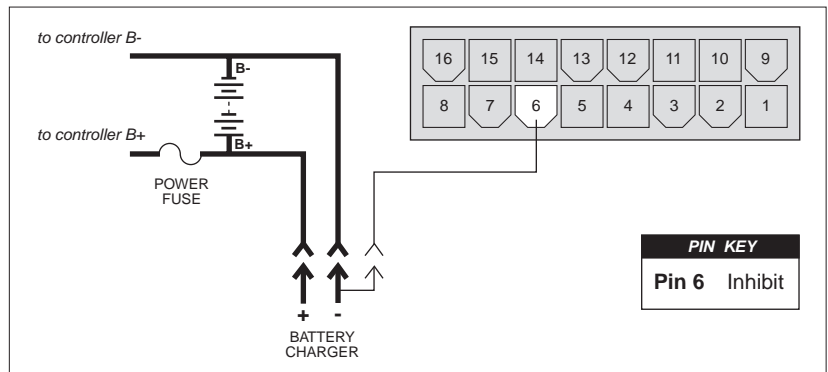 to controller B-
B-
B+
to controller B+
POWER
FUSE
+ -
BATTERY
CHARGER
16 15 14 13 12 11 10 9
8 7 6 5 4 3 2 1
PIN KEY
Pin 6 Inhibit